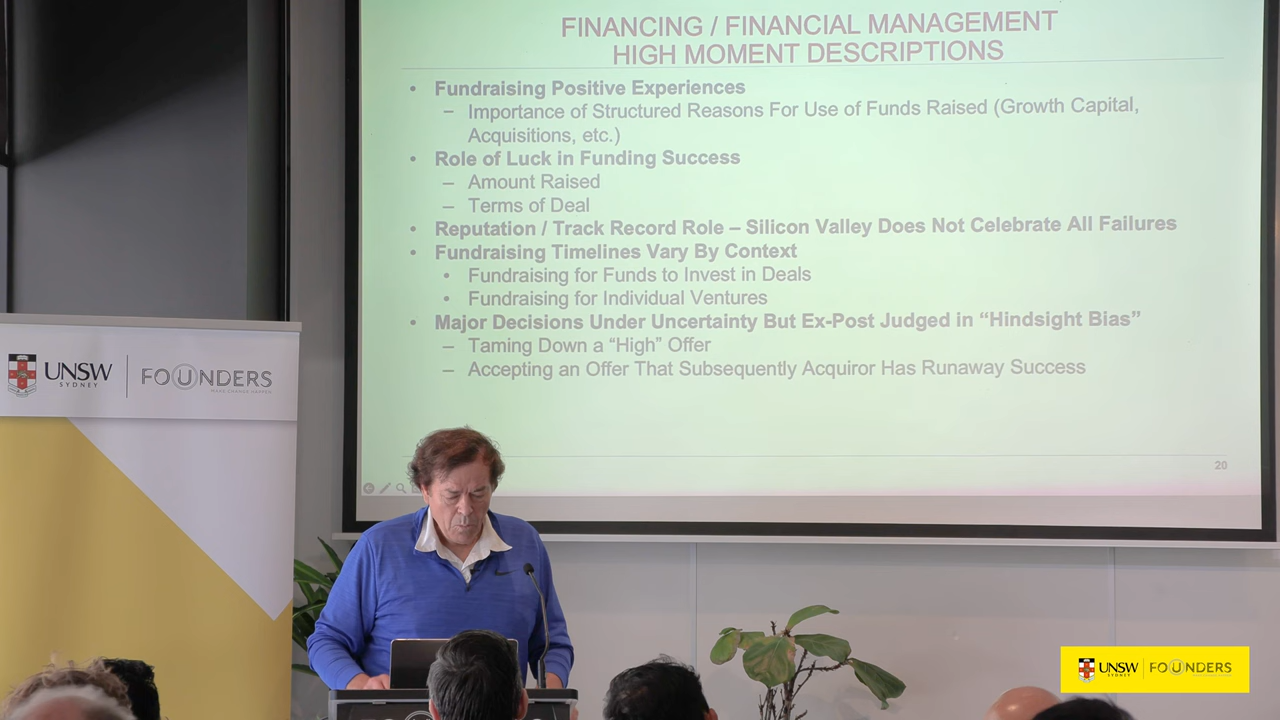 FINANCING / FINANCIAL MANAGEMENT
HIGH MOMENT DESCRIPTIONS
• Fundraising Positive Experiences
– Importance of Structured Reasons For Use of Funds Raised (Growth Capital,
Acquisitions, etc.)
• Role of Luck in Funding Success
– Amount Raised
– Terms of Deal
• Reputation / Track Record Role – Silicon Valley Does Not Celebrate All Failures
• Fundraising Timelines Vary By Context
• Fundraising for Funds to Invest in Deals
• Fundraising for Individual Ventures
• Major Decisions Under Uncertainty But Ex-Post Judged in “Hindsight Bias”
– Taming Down a “High” Offer
– Accepting an Offer That Subsequently Acquiror Has Runaway Success
20
UNSW
SYDNEY
FOUNDERS
MAKE CHANGE HAPPEN
UNSW
SYDNEY
FOUNDERS